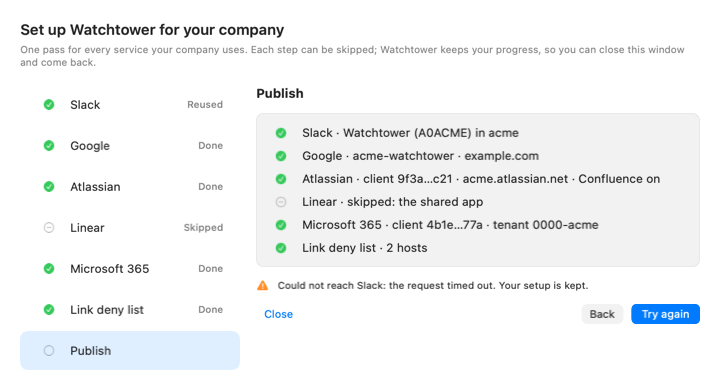 Set up Watchtower for your company
One pass for every service your company uses. Each step can be skipped; Watchtower keeps your progress, so you can close this window
and come back.
Slack Reused
Google Done
Atlassian Done
Linear Skipped
Microsoft 365 Done
Link deny list Done
Publish
Publish
Slack · Watchtower (A0ACME) in acme
Google · acme-watchtower · example.com
Atlassian · client 9f3a...c21 · acme.atlassian.net · Confluence on
Linear · skipped: the shared app
Microsoft 365 · client 4b1e...77a · tenant 0000-acme
Link deny list · 2 hosts
Could not reach Slack: the request timed out. Your setup is kept.
Close Back Try again